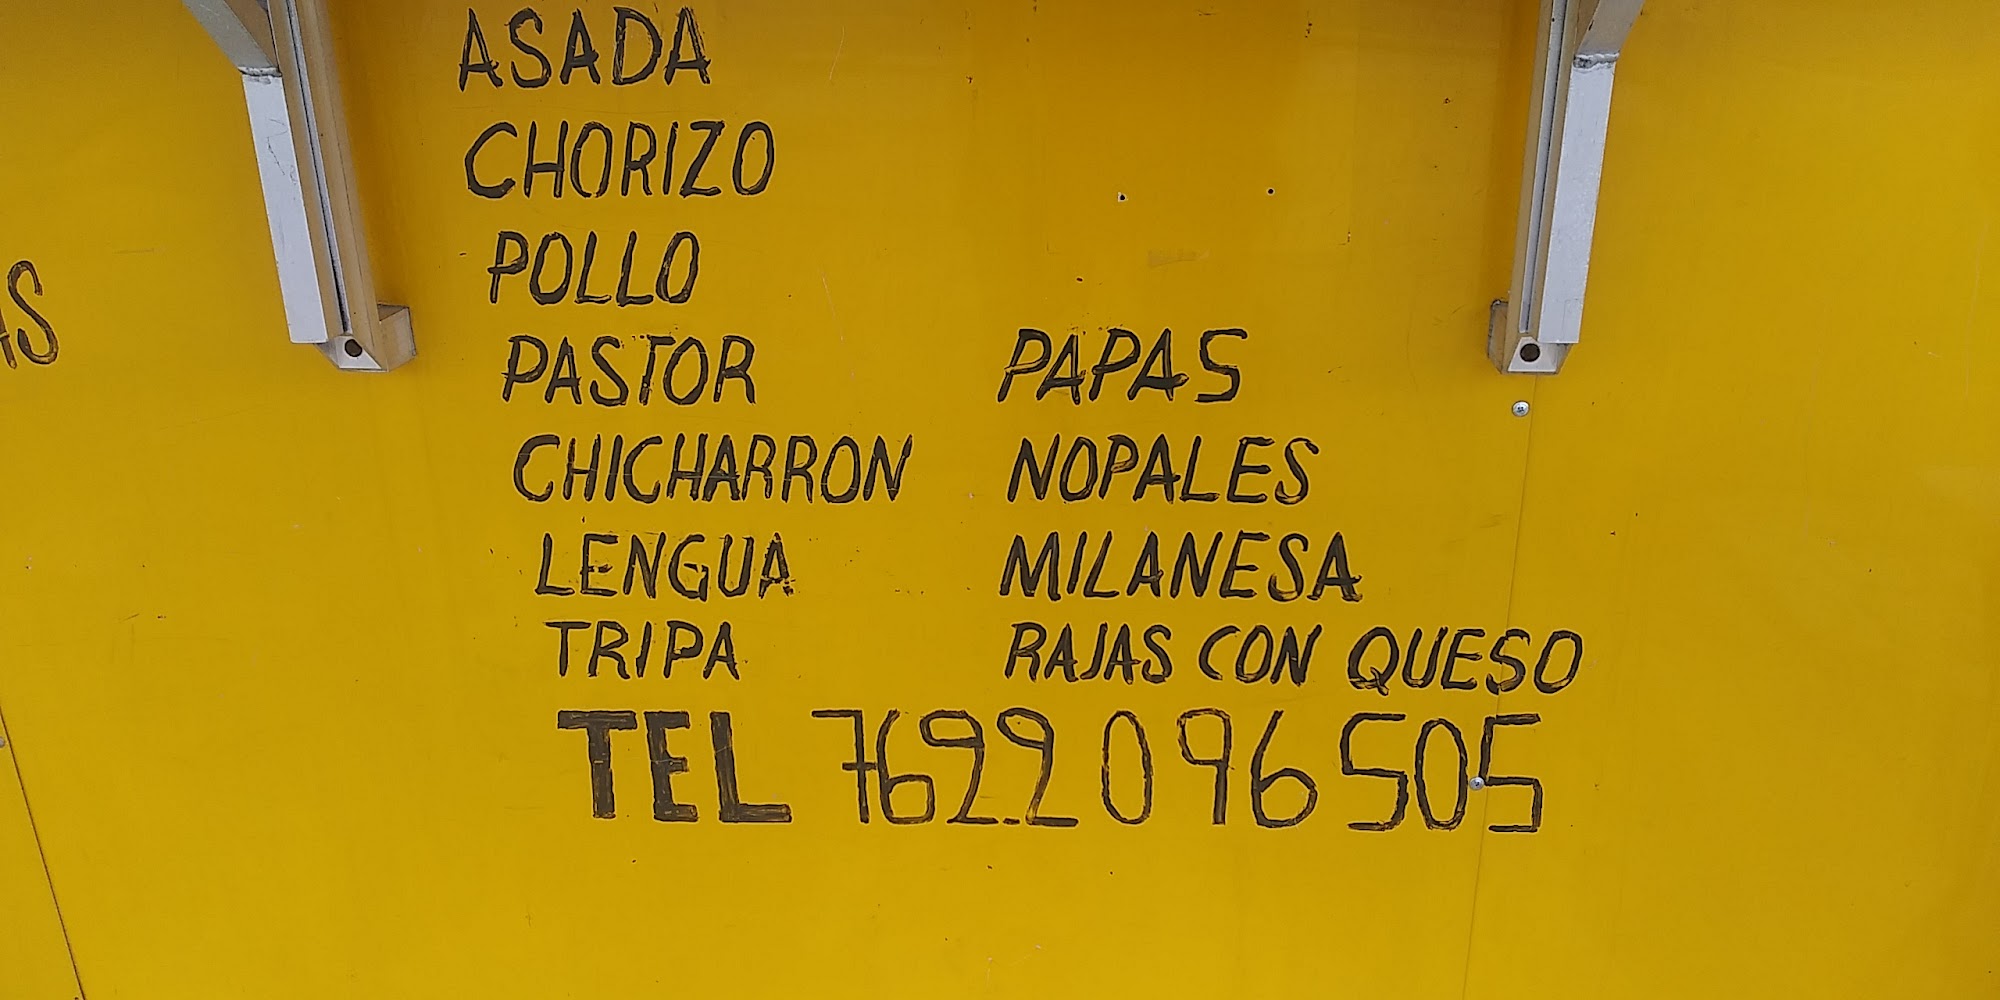 ASADA
CHORIZO
POLLO
PASTOR
CHICHARRON
LENGUA
TRIPA
PAPAS
NOPALES
MILANESA
RAJAS CON QUESO
TEL 7622096505